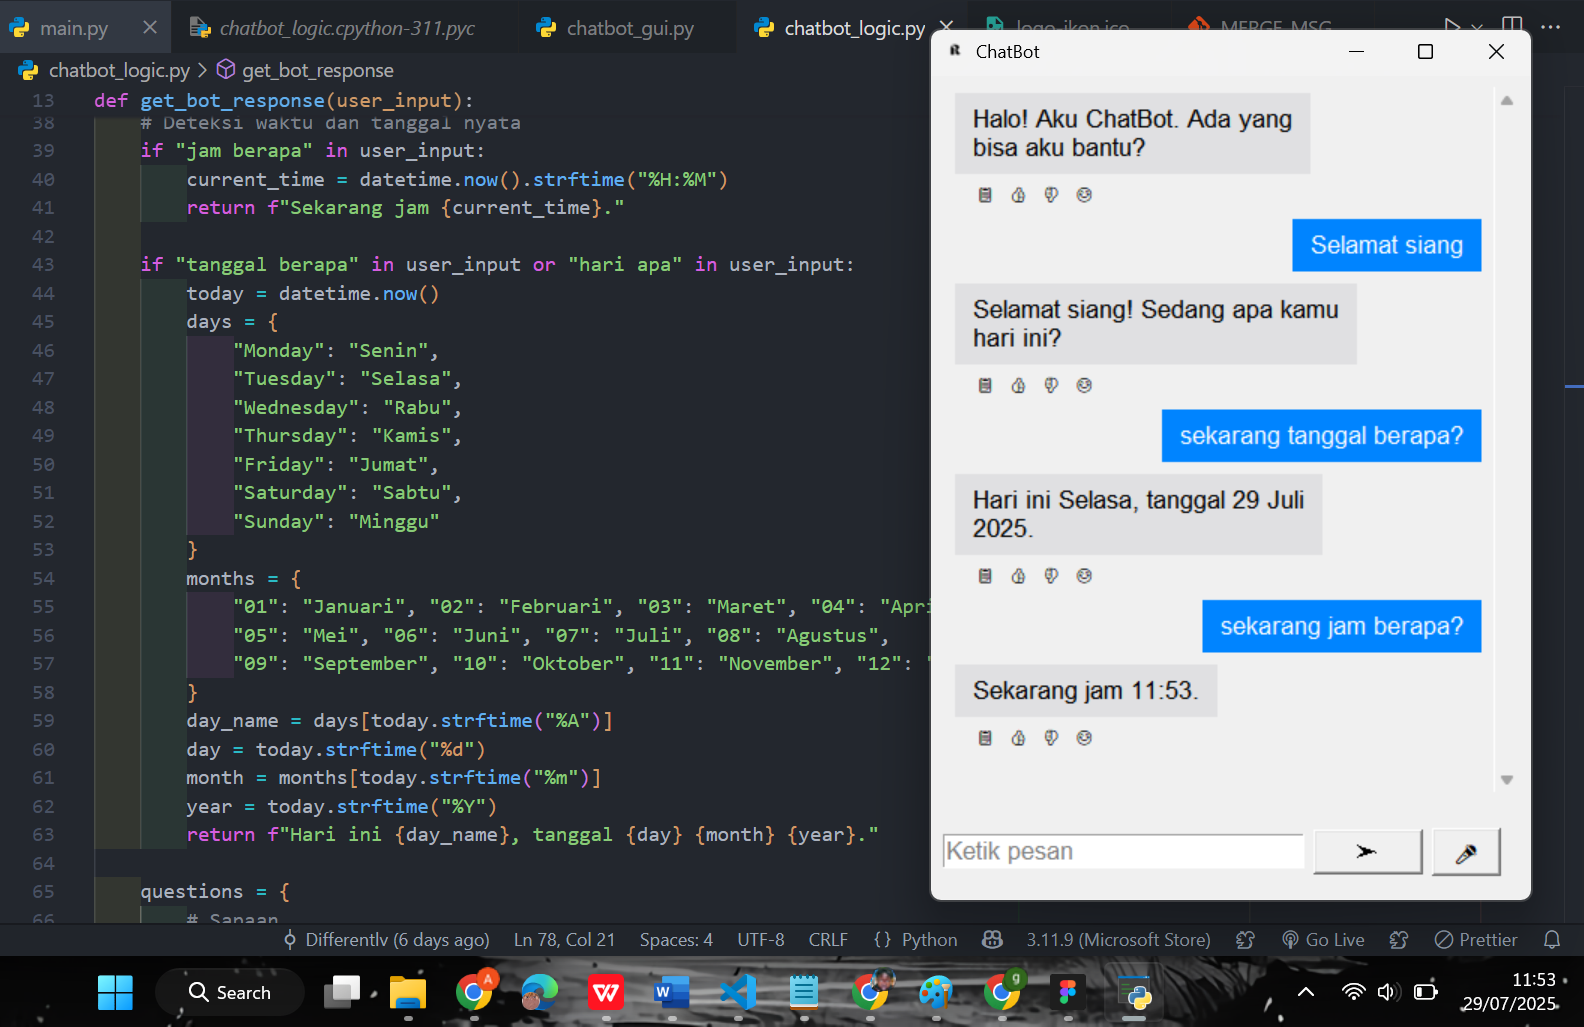 main.py
chatbot_logic.cpython-311.pyc
chatbot_gui.py
chatbot_logic.py
logo-ikon.ico
MERGE_MSG
chatbot_logic.py > get_bot_response
13 def get_bot_response(user_input):
38 # Deteksi waktu dan tanggal nyata
39 if "jam berapa" in user_input:
40 current_time = datetime.now().strftime("%H:%M")
41 return f"Sekarang jam {current_time}."
42
43 if "tanggal berapa" in user_input or "hari apa" in user_input:
44 today = datetime.now()
45 days = {
46 "Monday": "Senin",
47 "Tuesday": "Selasa",
48 "Wednesday": "Rabu",
49 "Thursday": "Kamis",
50 "Friday": "Jumat",
51 "Saturday": "Sabtu",
52 "Sunday": "Minggu"
53 }
54 months = {
55 "01": "Januari", "02": "Februari", "03": "Maret", "04": "Apri
56 "05": "Mei", "06": "Juni", "07": "Juli", "08": "Agustus",
57 "09": "September", "10": "Oktober", "11": "November", "12": "
58 }
59 day_name = days[today.strftime("%A")]
60 day = today.strftime("%d")
61 month = months[today.strftime("%m")]
62 year = today.strftime("%Y")
63 return f"Hari ini {day_name}, tanggal {day} {month} {year}."
64
65 questions = {
66 # Sapaan
ChatBot
Halo! Aku ChatBot. Ada yang
bisa aku bantu?
Selamat siang
Selamat siang! Sedang apa kamu
hari ini?
sekarang tanggal berapa?
Hari ini Selasa, tanggal 29 Juli
2025.
sekarang jam berapa?
Sekarang jam 11:53.
Ketik pesan
Differently (6 days ago) Ln 78, Col 21 Spaces: 4 UTF-8 CRLF {} Python 3.11.9 (Microsoft Store) Go Live Prettier
Search
11:53
29/07/2025